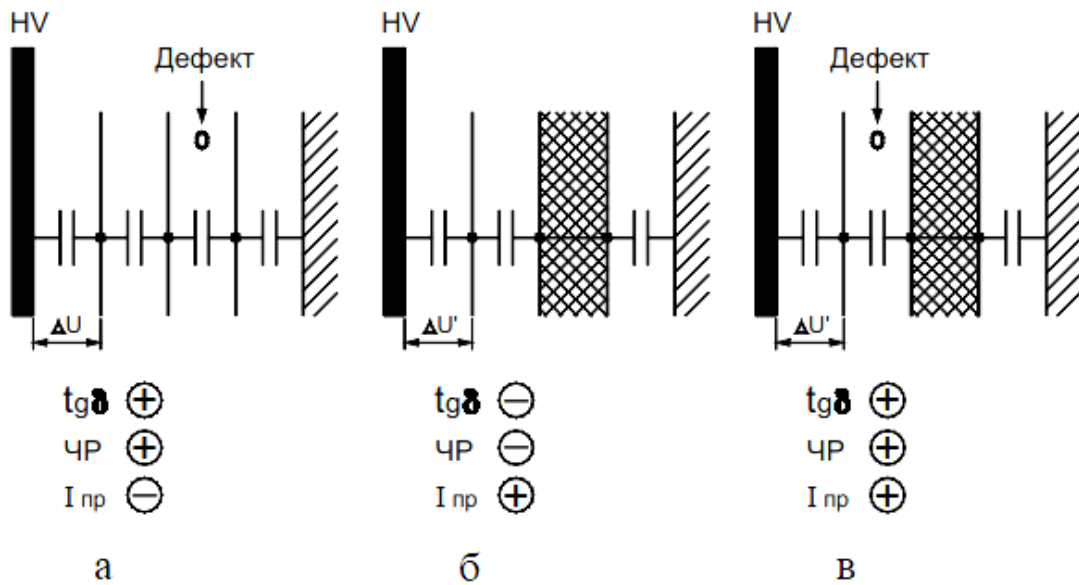 HV
Дефект
ΔU
tgδ +
ЧР +
I пр −
а
HV
ΔU'
tgδ −
ЧР −
I пр +
б
HV
Дефект
ΔU'
tgδ +
ЧР +
I пр +
в